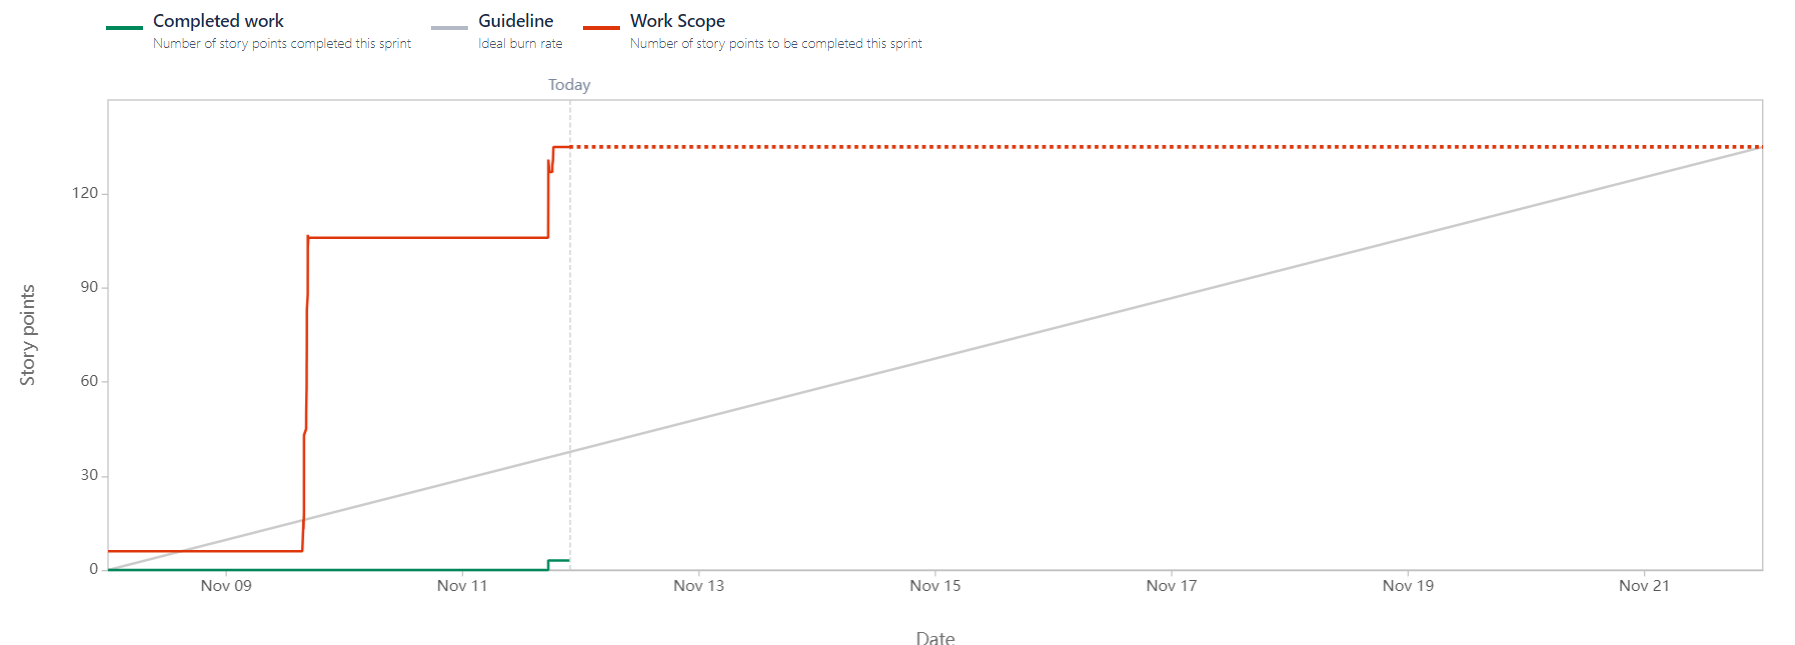 Completed work
Number of story points completed this sprint
Guideline
Ideal burn rate
Work Scope
Number of story points to be completed this sprint
Today
120
90
60
30
0
Story points
Nov 09
Nov 11
Nov 13
Nov 15
Nov 17
Nov 19
Nov 21
Date